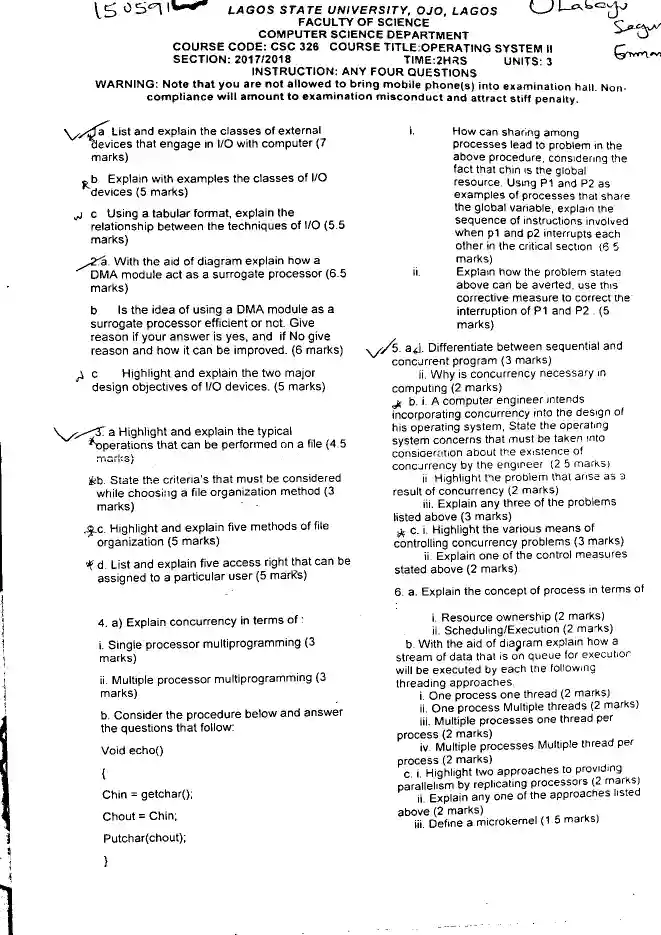 150591
OLabayo
Segun
LAGOS STATE UNIVERSITY, OJO, LAGOS
FACULTY OF SCIENCE
COMPUTER SCIENCE DEPARTMENT
COURSE CODE: CSC 326 COURSE TITLE:OPERATING SYSTEM II
SECTION: 2017/2018 TIME:2HRS UNITS: 3
INSTRUCTION: ANY FOUR QUESTIONS
WARNING: Note that you are not allowed to bring mobile phone(s) into examination hall. Non-
compliance will amount to examination misconduct and attract stiff penalty.
a List and explain the classes of external
devices that engage in I/O with computer (7
marks)
b Explain with examples the classes of I/O
devices (5 marks)
c Using a tabular format, explain the
relationship between the techniques of I/O (5.5
marks)
2a. With the aid of diagram explain how a
DMA module act as a surrogate processor (6.5
marks)
b Is the idea of using a DMA module as a
surrogate processor efficient or not. Give
reason if your answer is yes, and if No give
reason and how it can be improved. (6 marks)
c Highlight and explain the two major
design objectives of I/O devices. (5 marks)
3. a Highlight and explain the typical
operations that can be performed on a file (4.5
marks)
b. State the criteria's that must be considered
while choosing a file organization method (3
marks)
c. Highlight and explain five methods of file
organization (5 marks)
d. List and explain five access right that can be
assigned to a particular user (5 marks)
4. a) Explain concurrency in terms of :
i. Single processor multiprogramming (3
marks)
ii. Multiple processor multiprogramming (3
marks)
b. Consider the procedure below and answer
the questions that follow:
Void echo()
{
Chin = getchar();
Chout = Chin;
Putchar(chout);
}
i. How can sharing among
processes lead to problem in the
above procedure, considering the
fact that chin is the global
resource. Using P1 and P2 as
examples of processes that share
the global variable, explain the
sequence of instructions involved
when p1 and p2 interrupts each
other in the critical section (6 5
marks)
ii. Explain how the problem stated
above can be averted, use this
corrective measure to correct the
interruption of P1 and P2 . (5
marks)
5. a. i. Differentiate between sequential and
concurrent program (3 marks)
ii. Why is concurrency necessary in
computing (2 marks)
b. i. A computer engineer intends
incorporating concurrency into the design of
his operating system, State the operating
system concerns that must be taken into
consideration about the existence of
concurrency by the engineer (2 5 marks)
ii Highlight the problem that arise as a
result of concurrency (2 marks)
iii. Explain any three of the problems
listed above (3 marks)
c. i. Highlight the various means of
controlling concurrency problems (3 marks)
ii. Explain one of the control measures
stated above (2 marks)
6. a. Explain the concept of process in terms of
:
i. Resource ownership (2 marks)
ii. Scheduling/Execution (2 marks)
b. With the aid of diagram explain how a
stream of data that is on queue for execution
will be executed by each the following
threading approaches.
i. One process one thread (2 marks)
ii. One process Multiple threads (2 marks)
iii. Multiple processes one thread per
process (2 marks)
iv. Multiple processes Multiple thread per
process (2 marks)
c. i. Highlight two approaches to providing
parallelism by replicating processors (2 marks)
ii. Explain any one of the approaches listed
above (2 marks)
iii. Define a microkernel (1 5 marks)